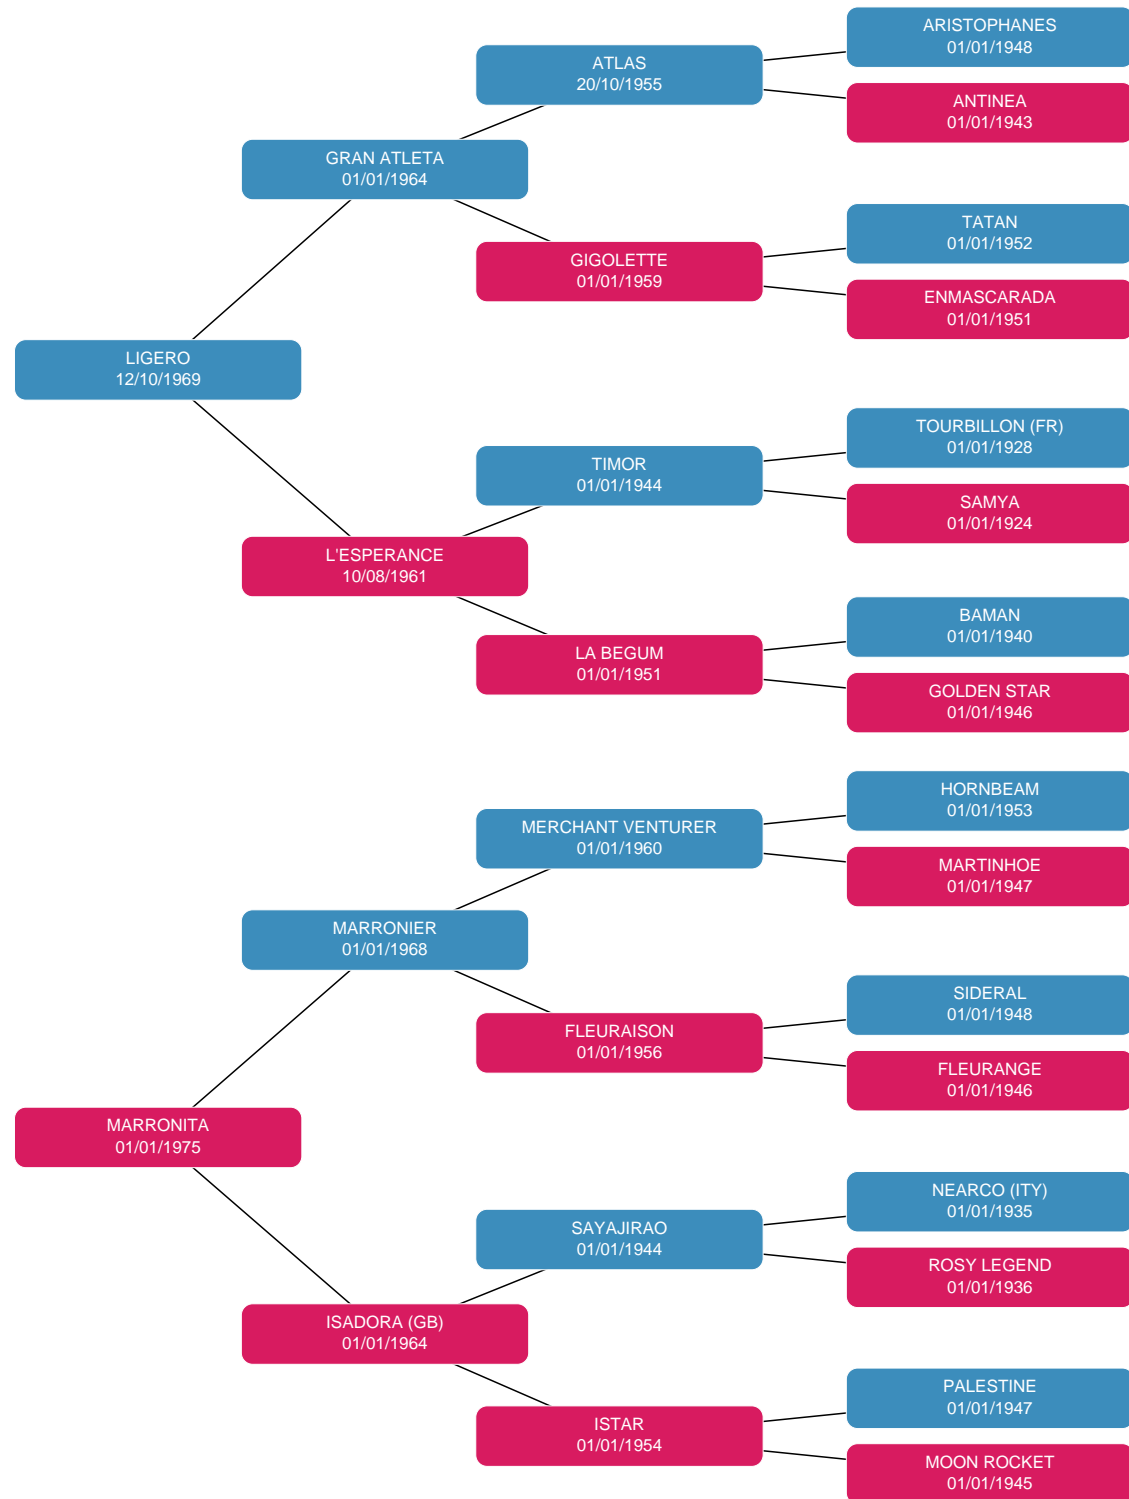 ARISTOPHANES
01/01/1948
ATLAS
20/10/1955
ANTINEA
01/01/1943
GRAN ATLETA
01/01/1964
TATAN
01/01/1952
GIGOLETTE
01/01/1959
ENMASCARADA
01/01/1951
LIGERO
12/10/1969
TOURBILLON (FR)
01/01/1928
TIMOR
01/01/1944
SAMYA
01/01/1924
L'ESPERANCE
10/08/1961
BAMAN
01/01/1940
LA BEGUM
01/01/1951
GOLDEN STAR
01/01/1946
HORNBEAM
01/01/1953
MERCHANT VENTURER
01/01/1960
MARTINHOE
01/01/1947
MARRONIER
01/01/1968
SIDERAL
01/01/1948
FLEURAISON
01/01/1956
FLEURANGE
01/01/1946
MARRONITA
01/01/1975
NEARCO (ITY)
01/01/1935
SAYAJIRAO
01/01/1944
ROSY LEGEND
01/01/1936
ISADORA (GB)
01/01/1964
PALESTINE
01/01/1947
ISTAR
01/01/1954
MOON ROCKET
01/01/1945